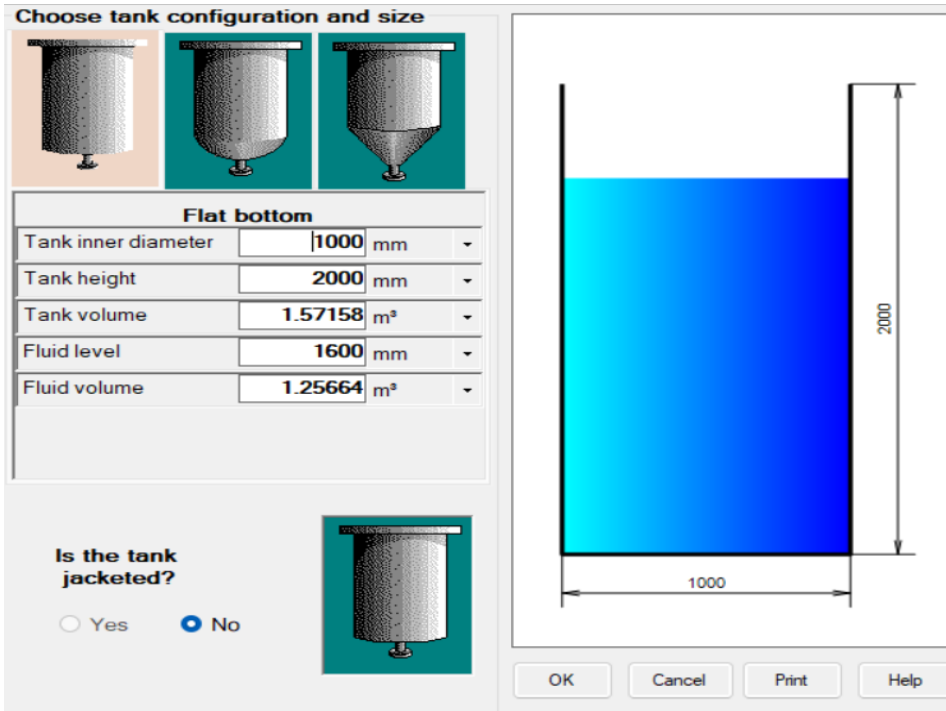 Choose tank configuration and size
Flat bottom
Tank inner diameter 1000 mm
Tank height 2000 mm
Tank volume 1.57158 m³
Fluid level 1600 mm
Fluid volume 1.25664 m³
Is the tank
jacketed?
Yes No
2000
1000
OK Cancel Print Help